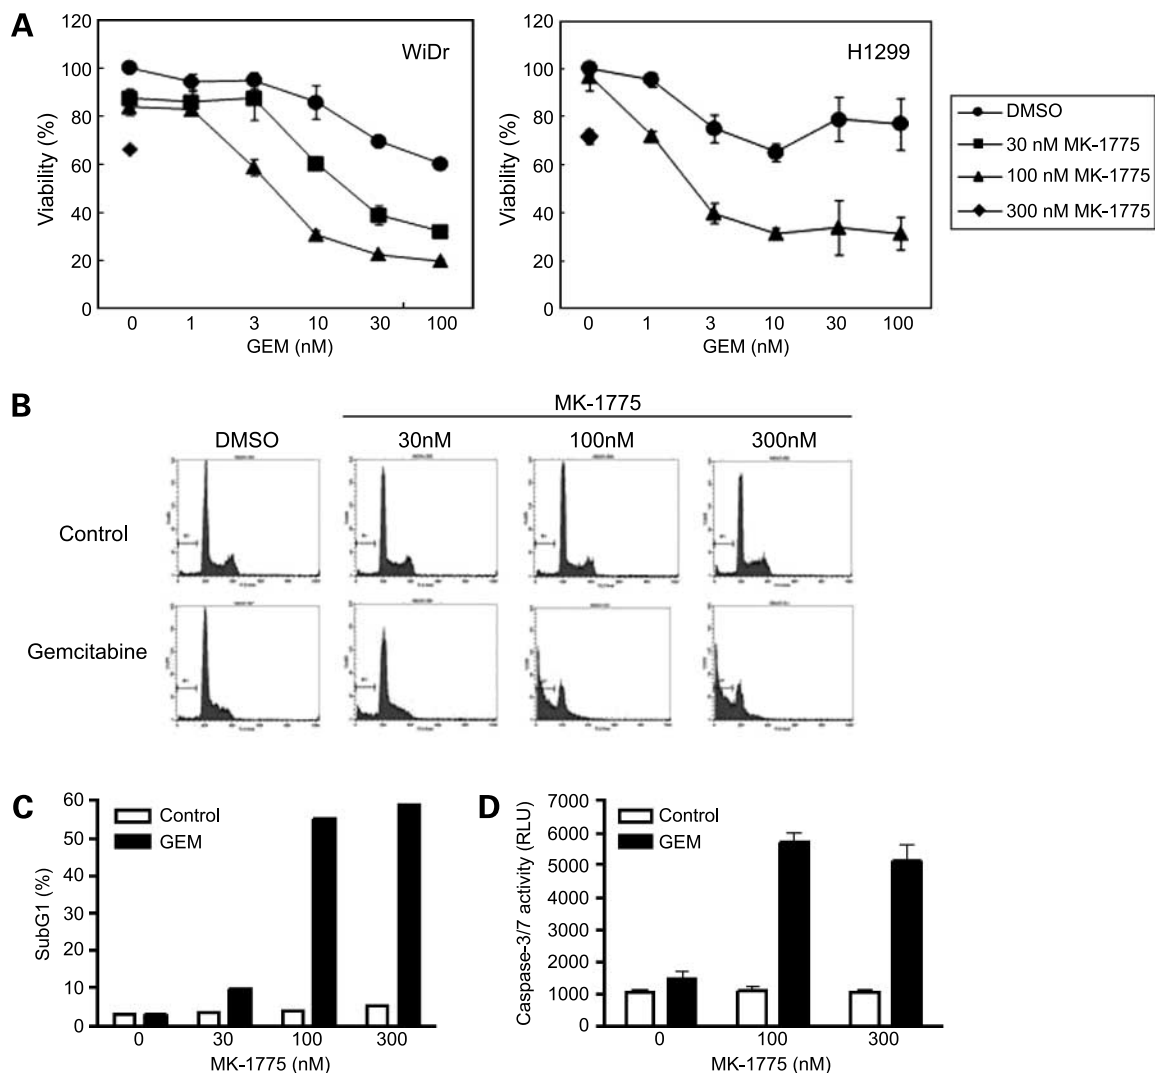 A
WiDr
H1299
Viability (%)
120
100
80
60
40
20
0
0 1 3 10 30 100
GEM (nM)
Viability (%)
120
100
80
60
40
20
0
0 1 3 10 30 100
GEM (nM)
DMSO
30 nM MK-1775
100 nM MK-1775
300 nM MK-1775
B
MK-1775
DMSO 30nM 100nM 300nM
Control
Gemcitabine
C
Control
GEM
SubG1 (%)
60
50
40
30
20
10
0
0 30 100 300
MK-1775 (nM)
D
Control
GEM
Caspase-3/7 activity (RLU)
7000
6000
5000
4000
3000
2000
1000
0
0 100 300
MK-1775 (nM)